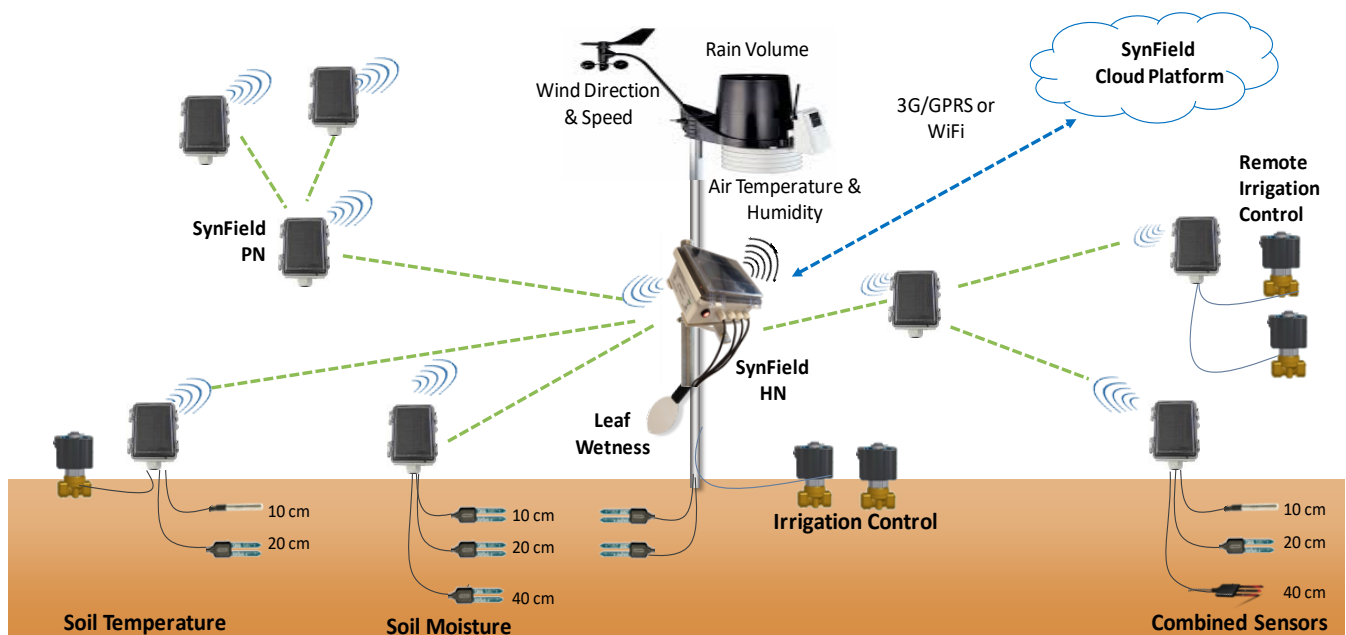 Rain Volume
Wind Direction
& Speed
SynField
Cloud Platform
3G/GPRS or
WiFi
Air Temperature &
Humidity
Remote
Irrigation
Control
SynField
PN
SynField
HN
Leaf
Wetness
Irrigation Control
10 cm
20 cm
Soil Temperature
10 cm
20 cm
40 cm
Soil Moisture
10 cm
20 cm
40 cm
Combined Sensors